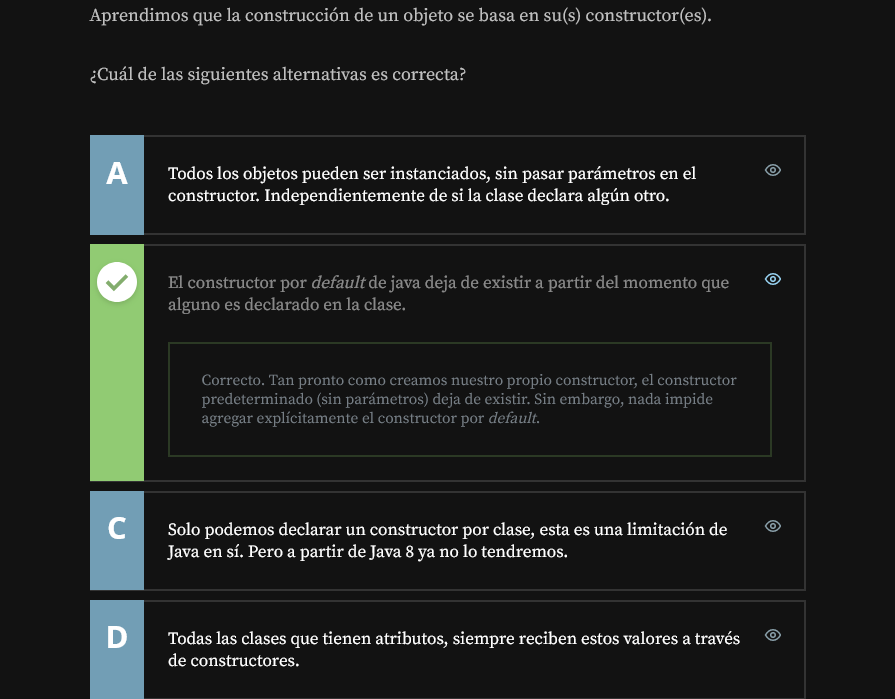 Aprendimos que la construcción de un objeto se basa en su(s) constructor(es).
¿Cuál de las siguientes alternativas es correcta?
A
Todos los objetos pueden ser instanciados, sin pasar parámetros en el
constructor. Independientemente de si la clase declara algún otro.
El constructor por default de java deja de existir a partir del momento que
alguno es declarado en la clase.
Correcto. Tan pronto como creamos nuestro propio constructor, el constructor
predeterminado (sin parámetros) deja de existir. Sin embargo, nada impide
agregar explícitamente el constructor por default.
C
Solo podemos declarar un constructor por clase, esta es una limitación de
Java en sí. Pero a partir de Java 8 ya no lo tendremos.
D
Todas las clases que tienen atributos, siempre reciben estos valores a través
de constructores.